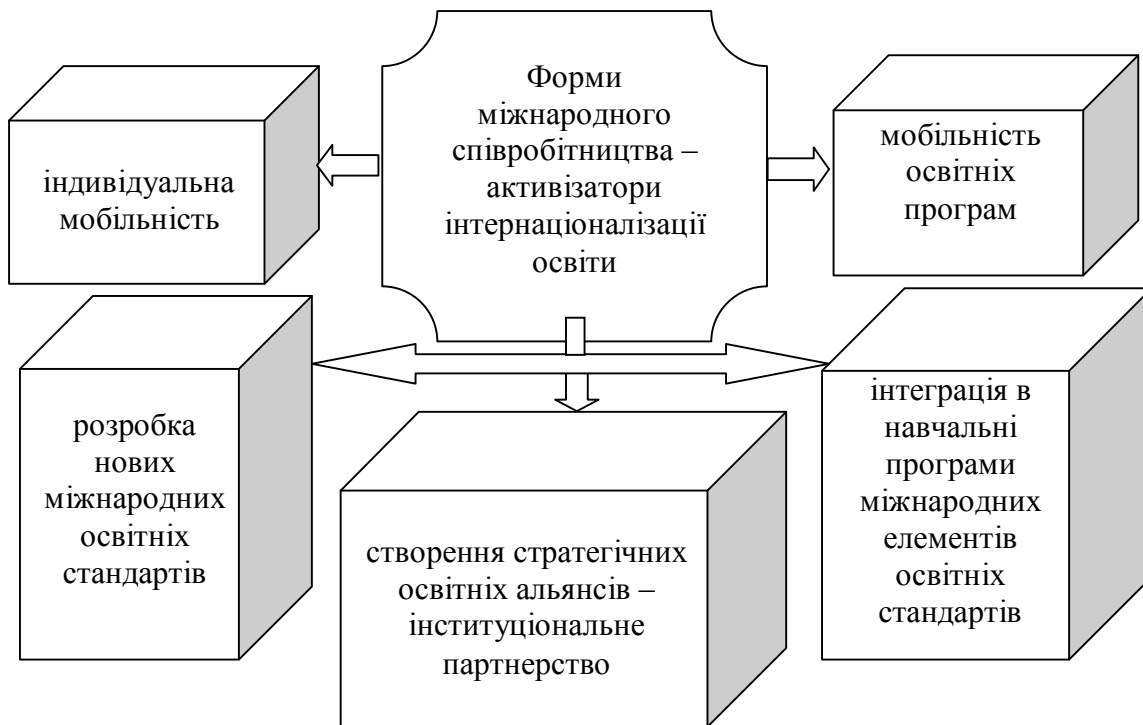 Форми
міжнародного
співробітництва –
активізатори
інтернаціоналізації
освіти
індивідуальна
мобільність
мобільність
освітніх
програм
розробка
нових
міжнародних
освітніх
стандартів
створення стратегічних
освітніх альянсів –
інституціональне
партнерство
інтеграція в
навчальні
програми
міжнародних
елементів
освітніх
стандартів